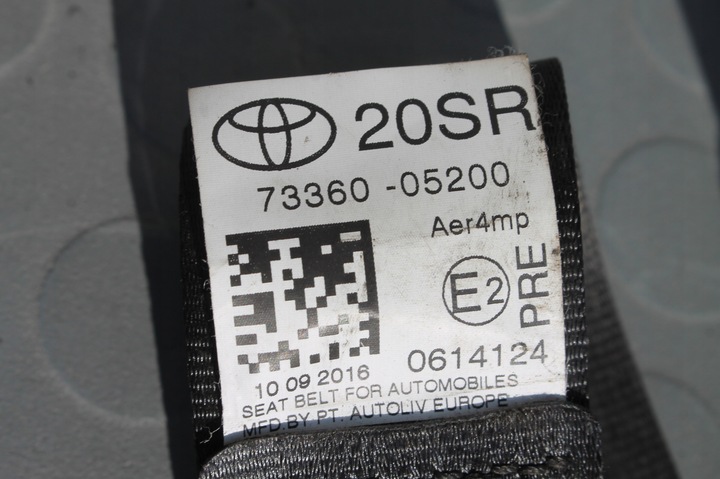 20SR
73360-05200
Aer4mp
E2
PRE
0614124
10 09 2016
SEAT BELT FOR AUTOMOBILES
MFD.BY PT. AUTOLIV EUROPE